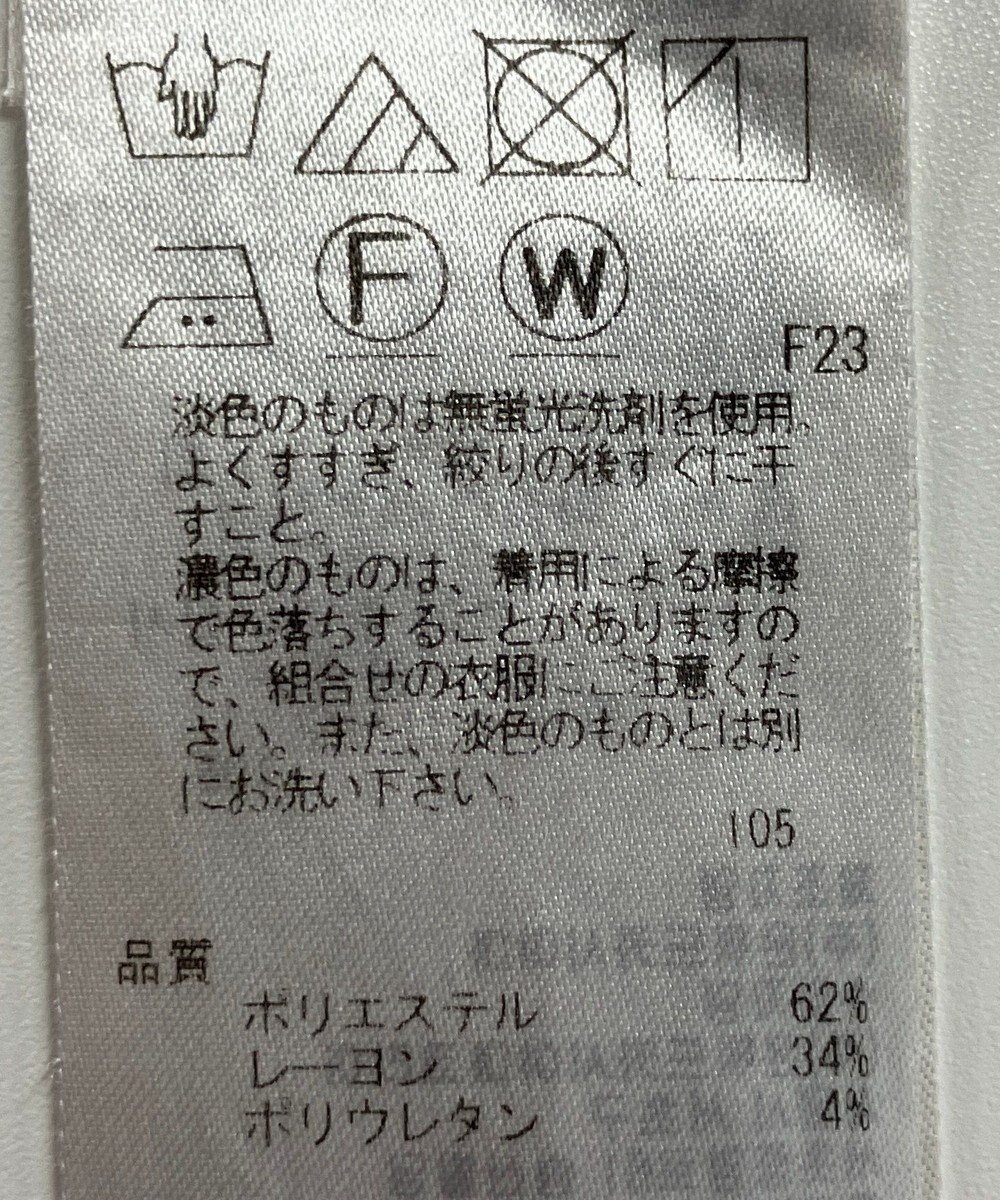 F
W
F23
淡色のものは無蛍光洗剤を使用。
よくすすぎ、絞りの後すぐに干
すこと。
濃色のものは、着用による摩擦
で色落ちすることがありますの
で、組合せの衣服にご注意くだ
さい。また、淡色のものとは別
にお洗い下さい。
105
品質
ポリエステル 62%
レーヨン 34%
ポリウレタン 4%